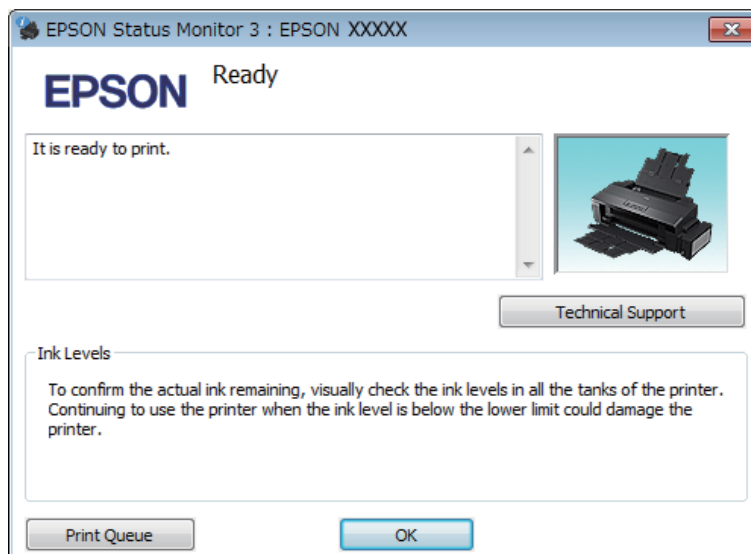 EPSON Status Monitor 3 : EPSON XXXXX
EPSON
Ready
It is ready to print.
Technical Support
Ink Levels
To confirm the actual ink remaining, visually check the ink levels in all the tanks of the printer.
Continuing to use the printer when the ink level is below the lower limit could damage the
printer.
Print Queue
OK